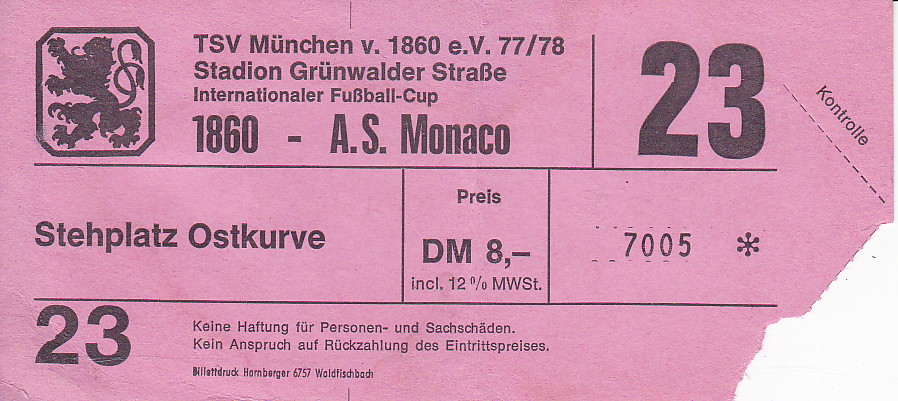 TSV München v. 1860 e.V. 77/78
Stadion Grünwalder Straße
Internationaler Fußball-Cup
1860 - A.S. Monaco
23
Kontrolle
Stehplatz Ostkurve
Preis
DM 8,–
incl. 12% MWSt.
7005 *
23
Keine Haftung für Personen- und Sachschäden.
Kein Anspruch auf Rückzahlung des Eintrittspreises.
Billettdruck Hornberger 6757 Waldfischbach